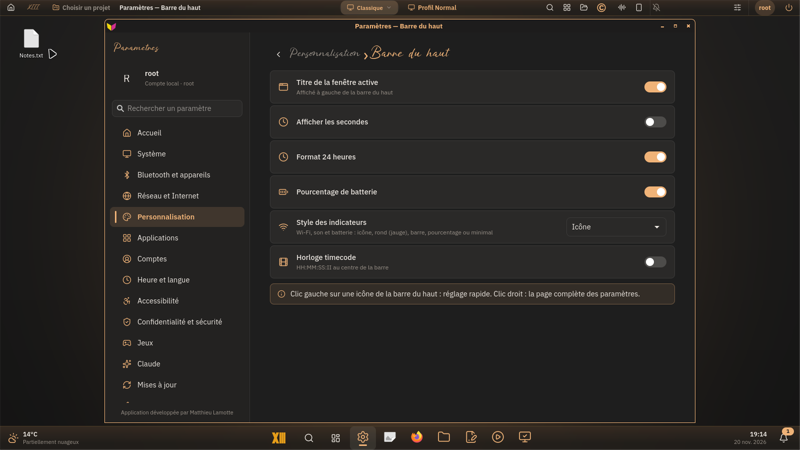 Choisir un projet
Paramètres — Barre du haut
Classique
Profil Normal
root
Notes.txt
Paramètres — Barre du haut
Paramètres
R
root
Compte local · root
Rechercher un paramètre
Accueil
Système
Bluetooth et appareils
Réseau et Internet
Personnalisation
Applications
Comptes
Heure et langue
Accessibilité
Confidentialité et sécurité
Jeux
Claude
Mises à jour
Application développée par Matthieu Lamotte
Personnalisation
Barre du haut
Titre de la fenêtre active
Affiché à gauche de la barre du haut
Afficher les secondes
Format 24 heures
Pourcentage de batterie
Style des indicateurs
Wi-Fi, son et batterie : icône, rond (jauge), barre, pourcentage ou minimal
Icône
Horloge timecode
HH:MM:SS:II au centre de la barre
Clic gauche sur une icône de la barre du haut : réglage rapide. Clic droit : la page complète des paramètres.
14°C
Partiellement nuageux
XIII
19:14
20 nov. 2026
1